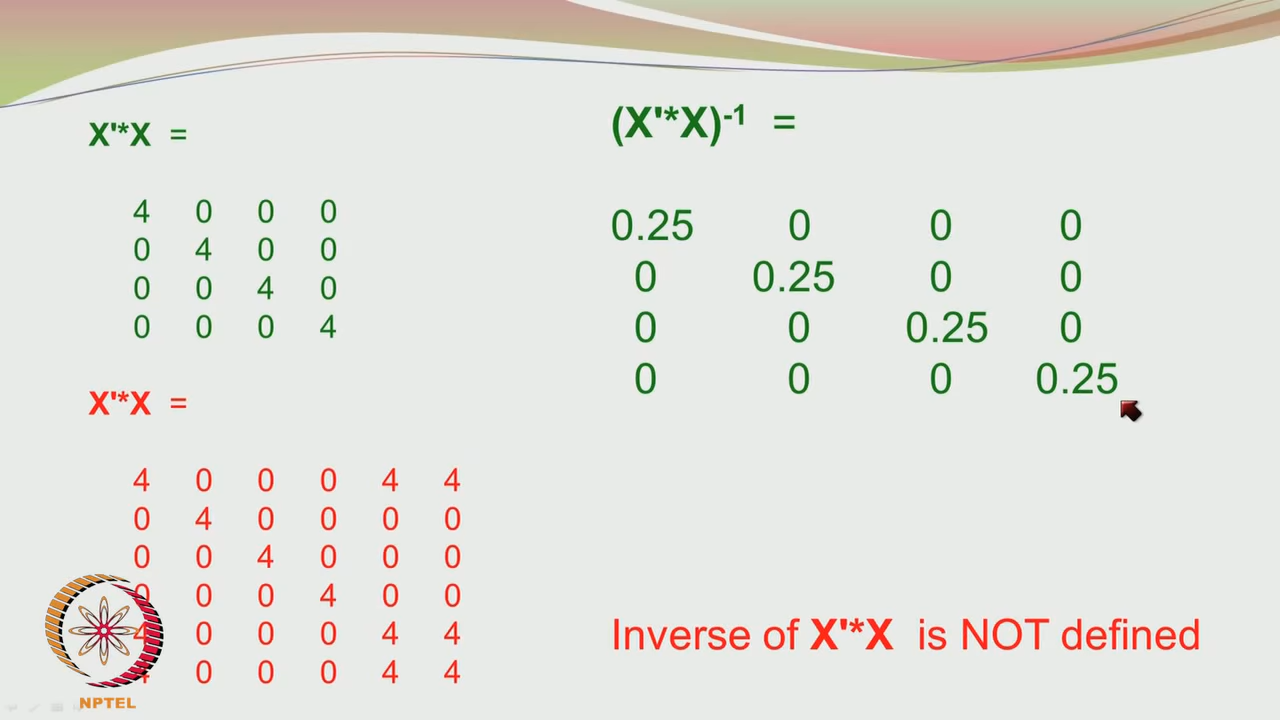 X'*X =
4 0 0 0
0 4 0 0
0 0 4 0
0 0 0 4
(X'*X)-1 =
0.25 0 0 0
0 0.25 0 0
0 0 0.25 0
0 0 0 0.25
X'*X =
4 0 0 0 4 4
0 4 0 0 0 0
0 0 4 0 0 0
0 0 0 4 0 0
4 0 0 0 4 4
4 0 0 0 4 4
Inverse of X'*X is NOT defined
NPTEL